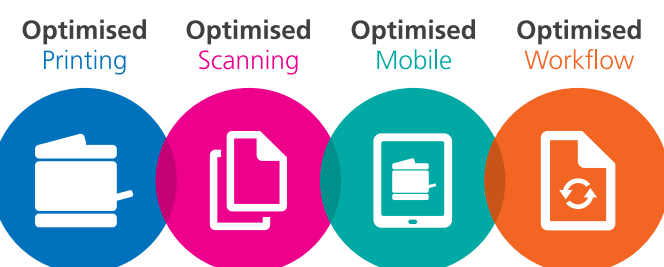 Optimised
Printing
Optimised
Scanning
Optimised
Mobile
Optimised
Workflow